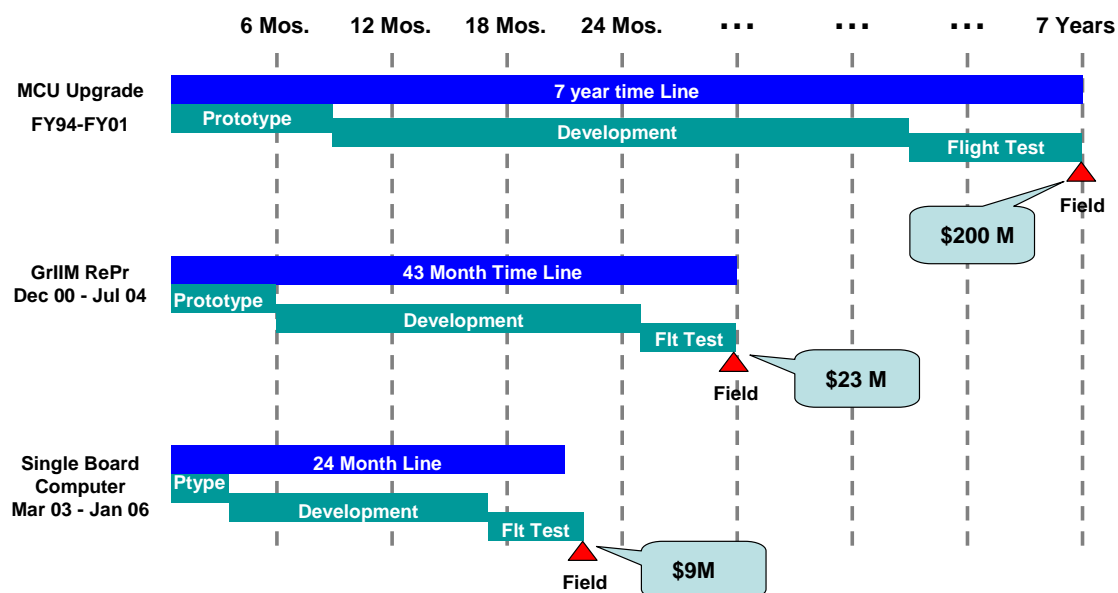 6 Mos. 12 Mos. 18 Mos. 24 Mos. ... ... ... 7 Years
MCU Upgrade
FY94-FY01
7 year time Line
Prototype
Development
Flight Test
Field
$200 M
GrIIM RePr
Dec 00 - Jul 04
43 Month Time Line
Prototype
Development
Flt Test
Field
$23 M
Single Board
Computer
Mar 03 - Jan 06
24 Month Line
Ptype
Development
Flt Test
Field
$9M